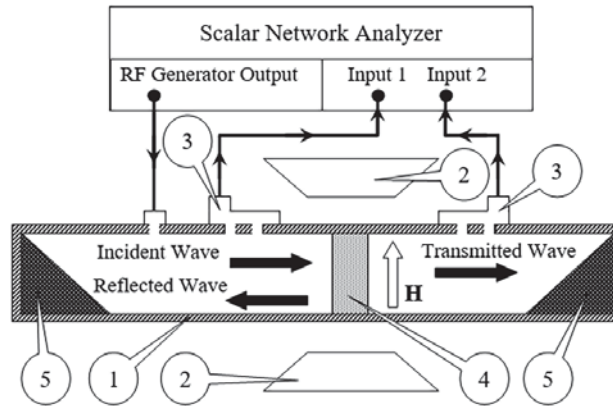 Scalar Network Analyzer
RF Generator Output
Input 1
Input 2
3
2
3
Incident Wave
Transmitted Wave
Reflected Wave
H
5
1
2
4
5